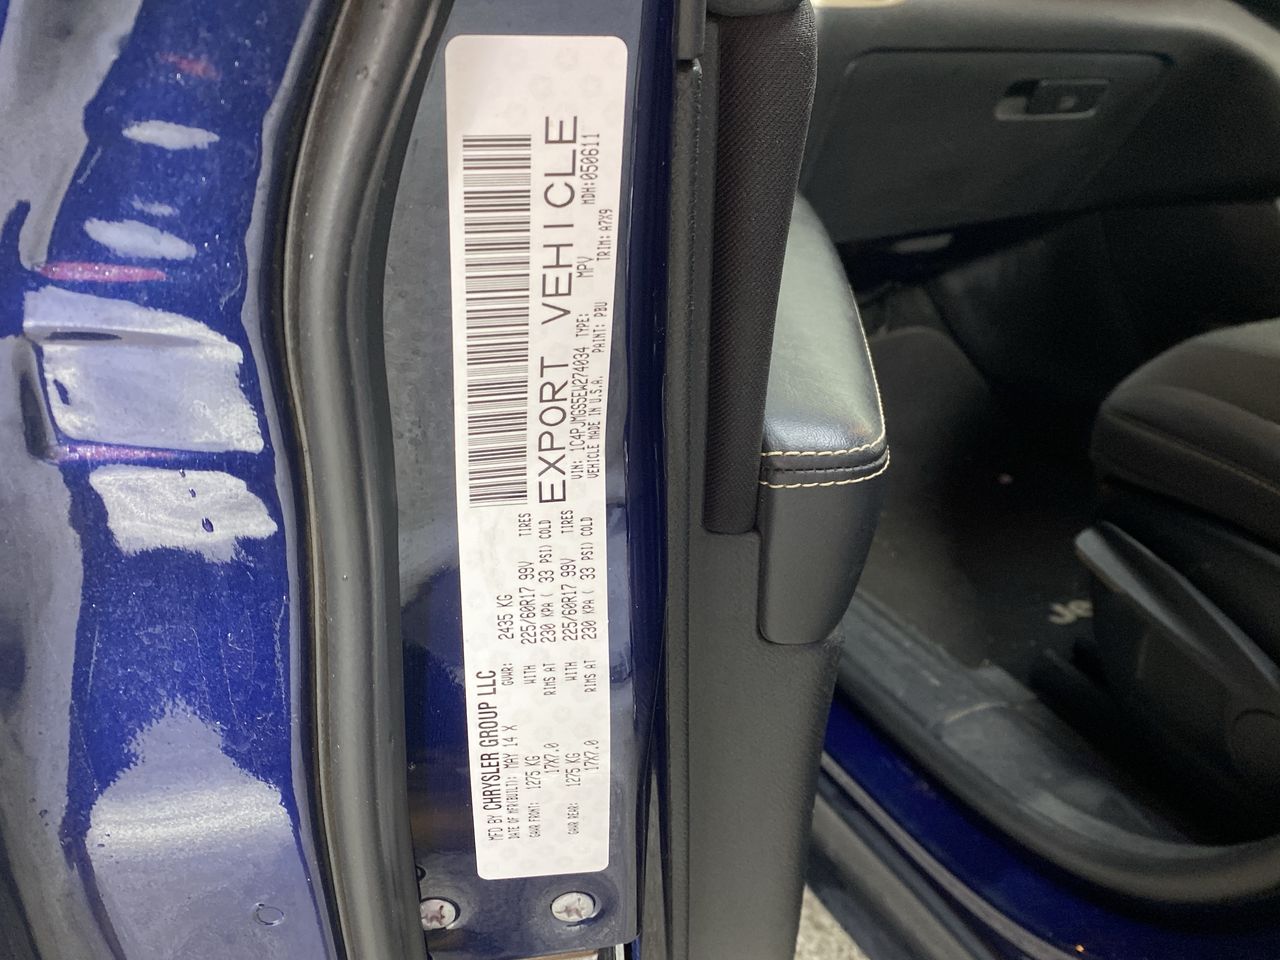 MFD BY CHRYSLER GROUP LLC
DATE OF MFR(BUILT): MAY 14 X
GVWR: 2435 KG
GAWR FRONT: 1275 KG WITH 225/60R17 99V TIRES
17X7.0 RIMS AT 230 KPA ( 33 PSI) COLD
GAWR REAR: 1275 KG WITH 225/60R17 99V TIRES
17X7.0 RIMS AT 230 KPA ( 33 PSI) COLD
EXPORT VEHICLE
VIN: 1C4PJMGS5EW274034 TYPE: MPV MDH:050611
VEHICLE MADE IN U.S.A. PAINT: PBU TRIM: A7X9